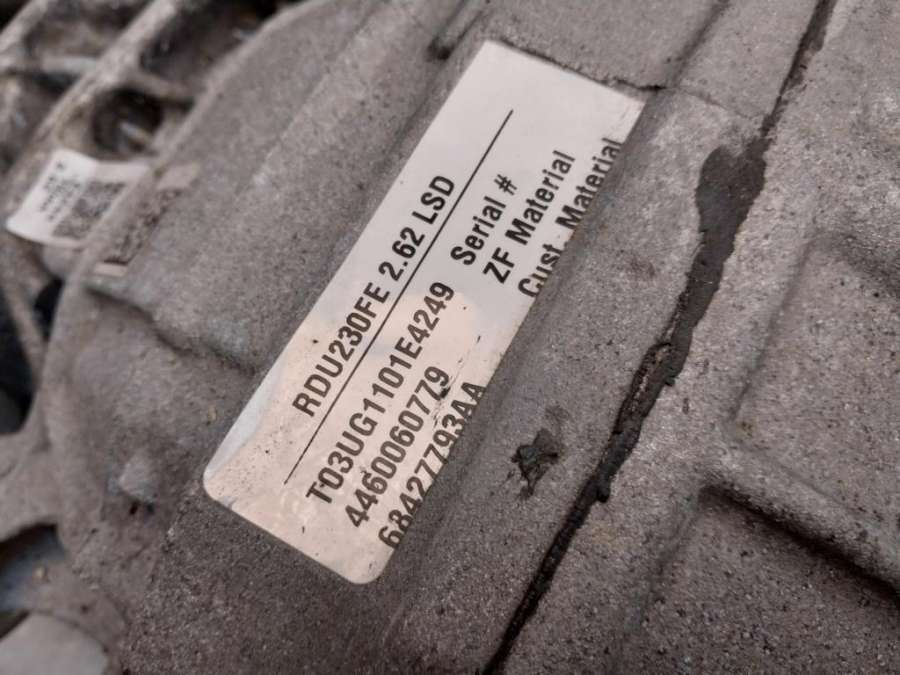 RDU230FE 2.62 LSD
T03UG1101E4249 Serial #
4460060779 ZF Material
68427793AA Cust. Material